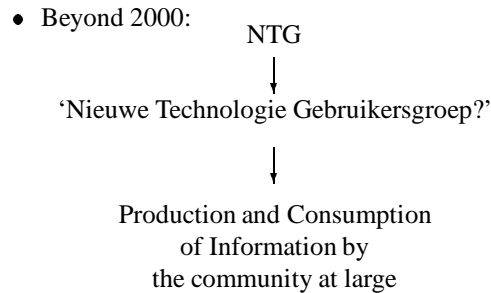 • Beyond 2000:
NTG
‘Nieuwe Technologie Gebruikersgroep?’
Production and Consumption
of Information by
the community at large